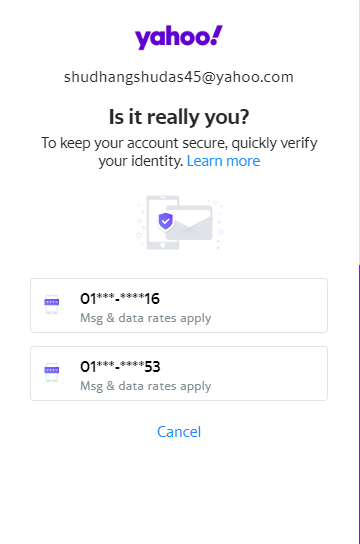 yahoo!
shudhangshudas45@yahoo.com
Is it really you?
To keep your account secure, quickly verify
your identity. Learn more
01***-****16
Msg & data rates apply
01***-****53
Msg & data rates apply
Cancel